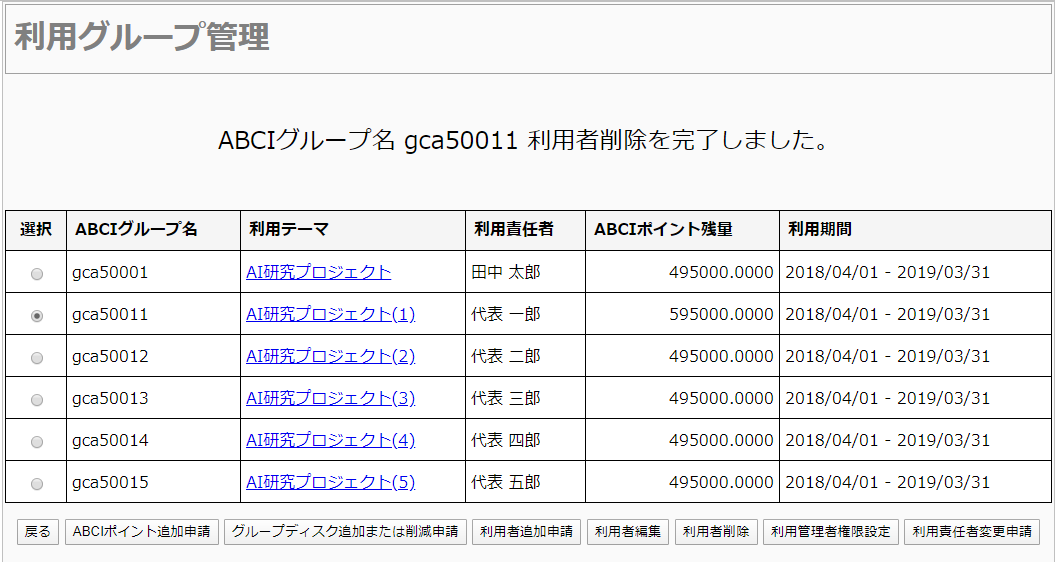 利用グループ管理
ABCIグループ名 gca50011 利用者削除を完了しました。
選択 ABCIグループ名 利用テーマ 利用責任者 ABCIポイント残量 利用期間
gca50001 AI研究プロジェクト 田中 太郎 495000.0000 2018/04/01 - 2019/03/31
gca50011 AI研究プロジェクト(1) 代表 一郎 595000.0000 2018/04/01 - 2019/03/31
gca50012 AI研究プロジェクト(2) 代表 二郎 495000.0000 2018/04/01 - 2019/03/31
gca50013 AI研究プロジェクト(3) 代表 三郎 495000.0000 2018/04/01 - 2019/03/31
gca50014 AI研究プロジェクト(4) 代表 四郎 495000.0000 2018/04/01 - 2019/03/31
gca50015 AI研究プロジェクト(5) 代表 五郎 495000.0000 2018/04/01 - 2019/03/31
戻る ABCIポイント追加申請 グループディスク追加または削減申請 利用者追加申請 利用者編集 利用者削除 利用管理者権限設定 利用責任者変更申請